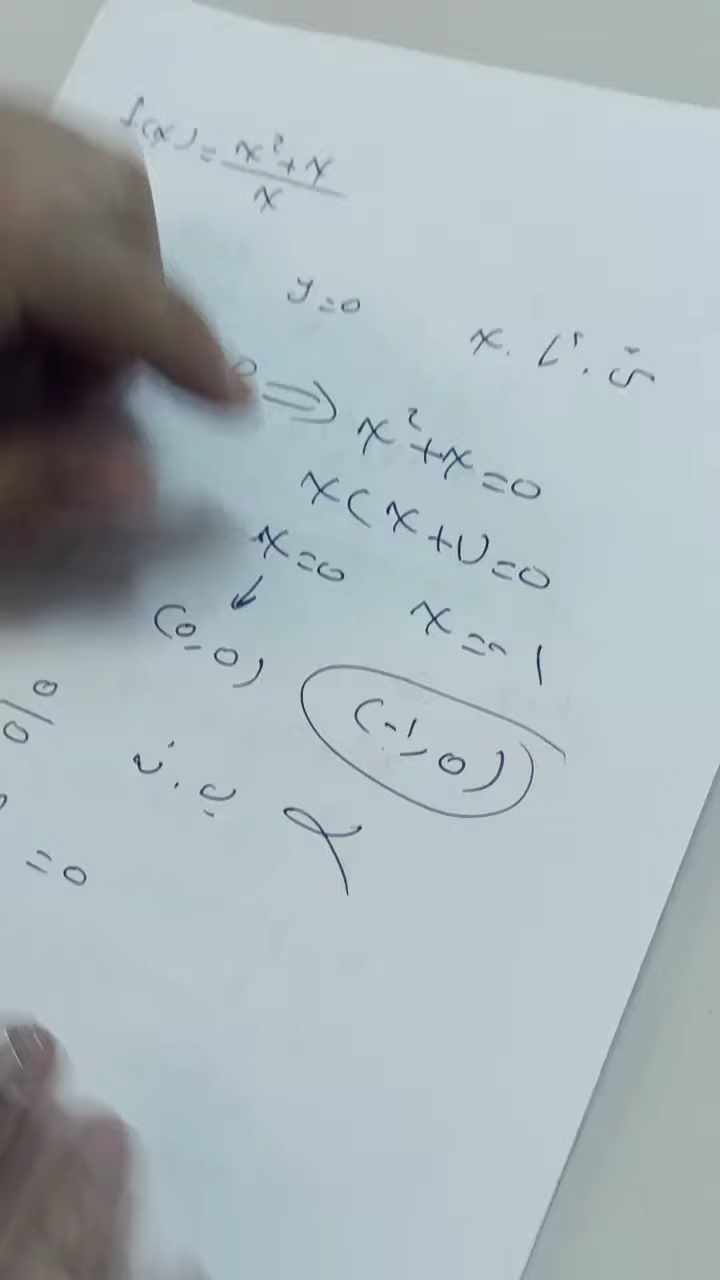 f(x) = x²+x / x
y=0
⇒ x²+x=0
x(x+1)=0
x=0 x=-1
(0,0) (-1,0)
%
=0